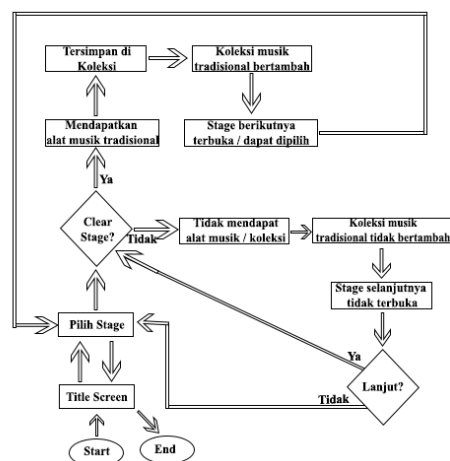 Tersimpan di
Koleksi
Koleksi musik
tradisional bertambah
Mendapatkan
alat musik tradisional
Stage berikutnya
terbuka / dapat dipilih
Ya
Clear
Stage?
Tidak
Tidak mendapat
alat musik / koleksi
Koleksi musik
tradisional tidak bertambah
Stage selanjutnya
tidak terbuka
Pilih Stage
Ya
Lanjut?
Tidak
Title Screen
Start
End